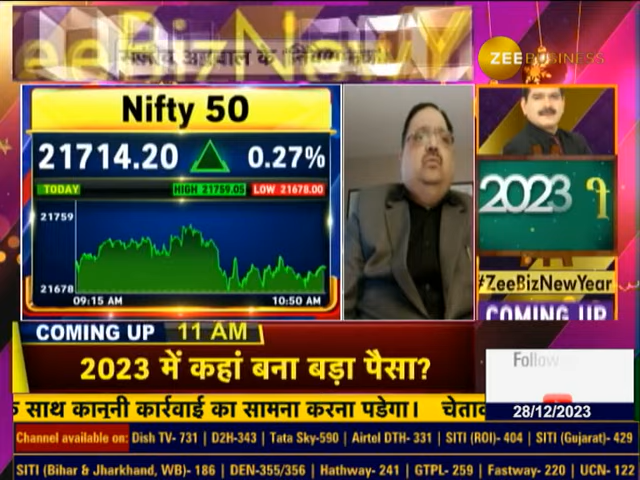 ZeeBizNewY
ZEE BUSINESS
Nifty 50
21714.20 0.27%
TODAY HIGH 21759.05 LOW 21678.00
21759
21678
09:15 AM 10:50 AM
2023
#ZeeBizNewYear
COMING UP
COMING UP 11 AM
2023 में कहां बना बड़ा पैसा?
Follow
के साथ कानूनी कार्रवाई का सामना करना पडेगा।
28/12/2023
Channel available on: Dish TV- 731 | D2H-343 | Tata Sky-590 | Airtel DTH- 331 | SITI (ROI)- 404 | SITI (Gujarat)- 429
SITI (Bihar & Jharkhand, WB)- 186 | DEN-355/356 | Hathway- 241 | GTPL- 259 | Fastway- 220 | UCN- 122